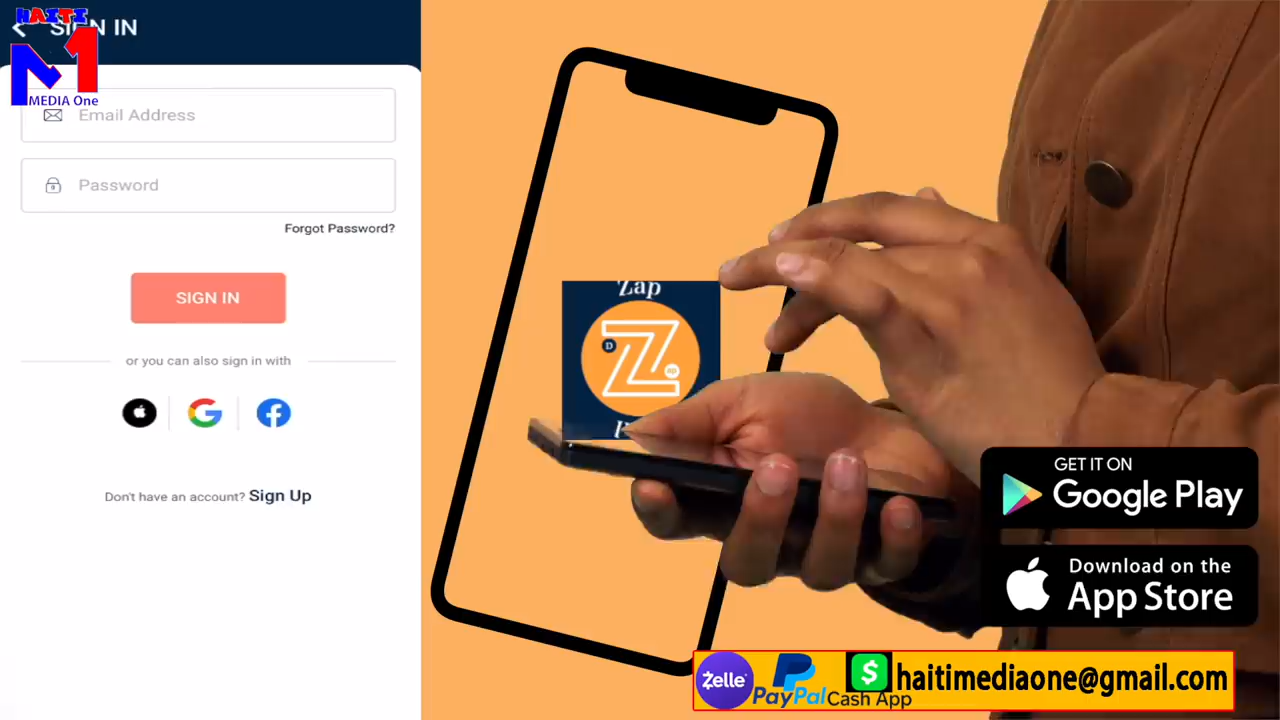 HAITI
M1
MEDIA One
SIGN IN
Email Address
Password
Forgot Password?
SIGN IN
or you can also sign in with
Don't have an account? Sign Up
Zap
Z
D
GET IT ON
Google Play
Download on the
App Store
Zelle
PayPal
$
Cash App
haitimediaone@gmail.com